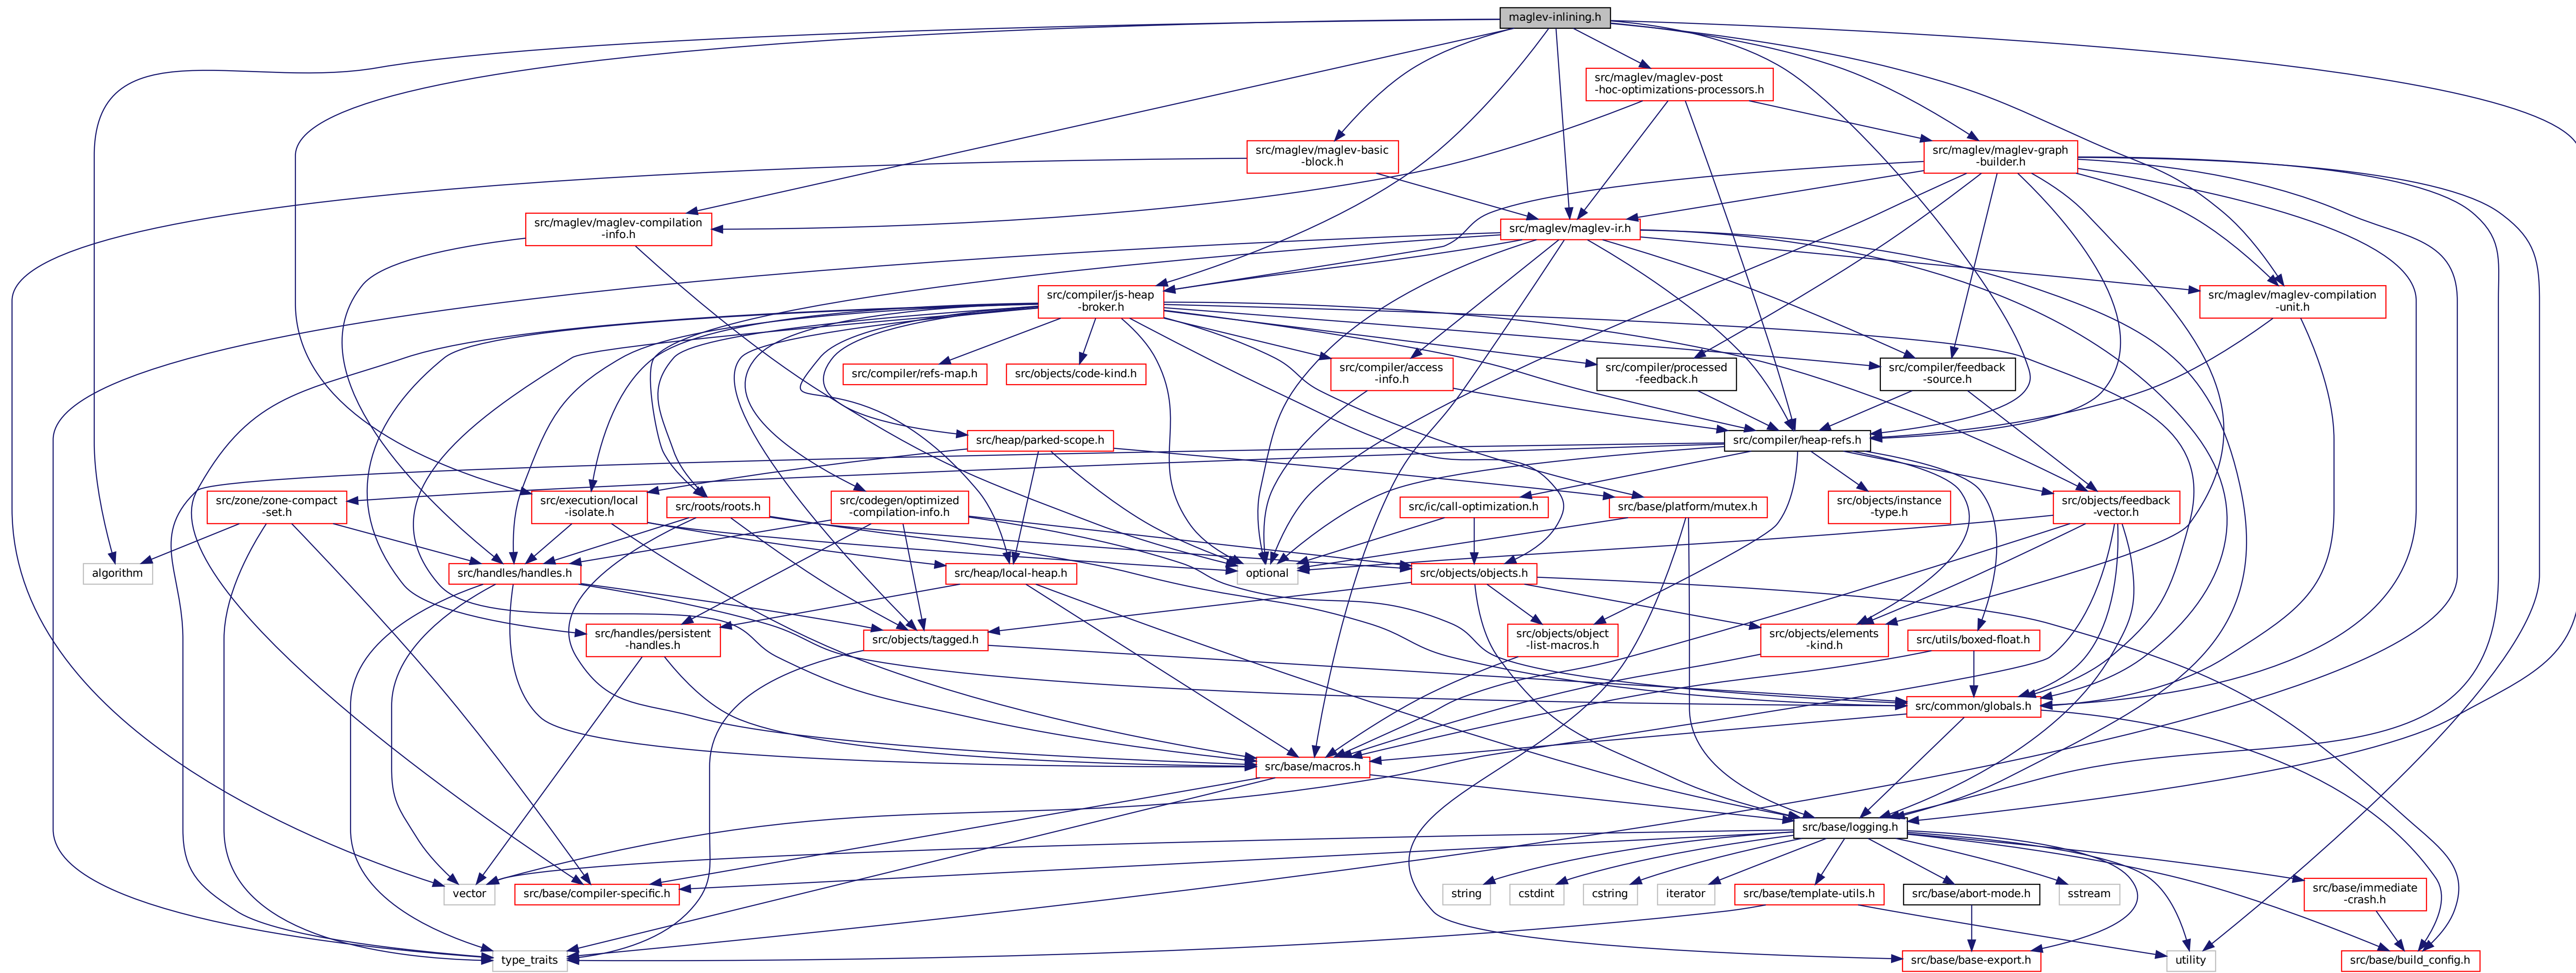 maglev-inlining.h
src/maglev/maglev-post
-hoc-optimizations-processors.h
src/maglev/maglev-basic
-block.h
src/maglev/maglev-graph
-builder.h
src/maglev/maglev-compilation
-info.h
src/maglev/maglev-ir.h
src/compiler/js-heap
-broker.h
src/maglev/maglev-compilation
-unit.h
src/compiler/refs-map.h
src/objects/code-kind.h
src/compiler/access
-info.h
src/compiler/processed
-feedback.h
src/compiler/feedback
-source.h
src/heap/parked-scope.h
src/compiler/heap-refs.h
src/zone/zone-compact
-set.h
src/execution/local
-isolate.h
src/roots/roots.h
src/codegen/optimized
-compilation-info.h
src/ic/call-optimization.h
src/base/platform/mutex.h
src/objects/instance
-type.h
src/objects/feedback
-vector.h
algorithm
src/handles/handles.h
src/heap/local-heap.h
optional
src/objects/objects.h
src/handles/persistent
-handles.h
src/objects/tagged.h
src/objects/object
-list-macros.h
src/objects/elements
-kind.h
src/utils/boxed-float.h
src/common/globals.h
src/base/macros.h
src/base/logging.h
vector
src/base/compiler-specific.h
string
cstdint
cstring
iterator
src/base/template-utils.h
src/base/abort-mode.h
sstream
src/base/immediate
-crash.h
type_traits
src/base/base-export.h
utility
src/base/build_config.h